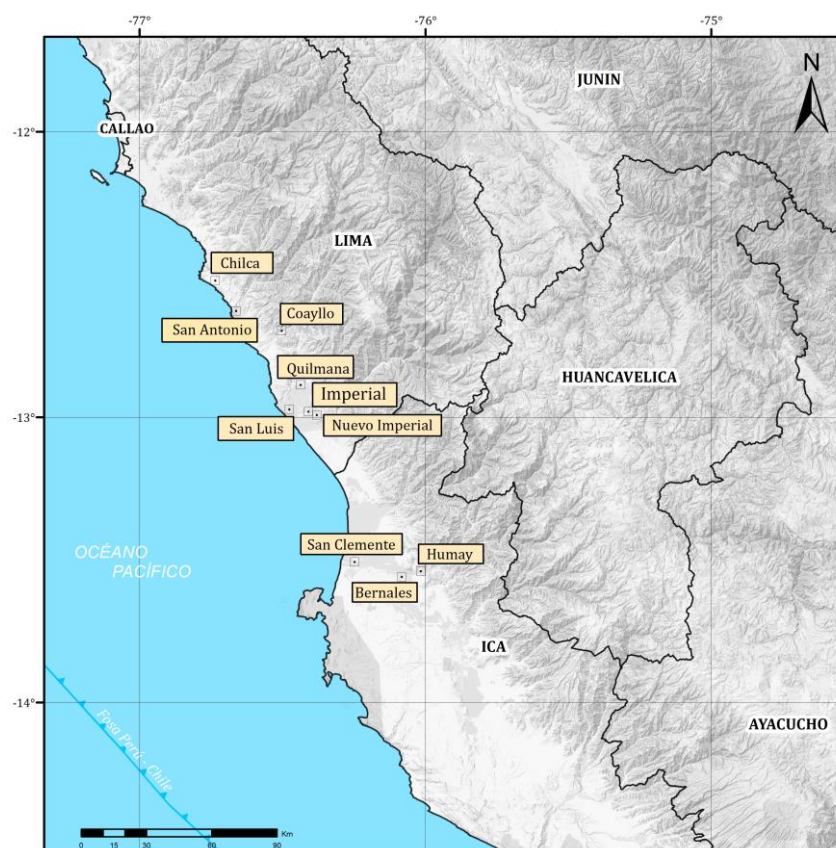 -77°
-76°
-75°
N
JUNIN
-12°
CALLAO
LIMA
Chilca
Coayllo
San Antonio
Quilmana
HUANCAVELICA
Imperial
-13°
San Luis
Nuevo Imperial
San Clemente
Humay
OCÉANO
PACÍFICO
Bernales
ICA
-14°
Fosa Perú - Chile
AYACUCHO
Km
0 15 30 60 90